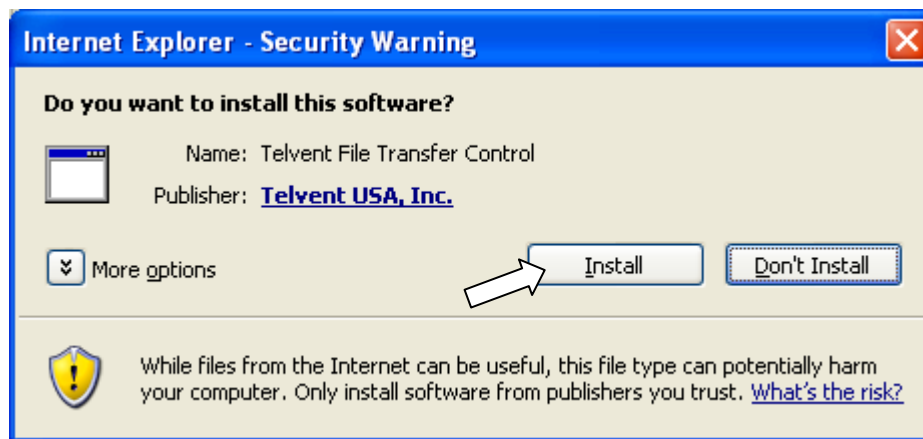 Internet Explorer - Security Warning
Do you want to install this software?
Name: Telvent File Transfer Control
Publisher: Telvent USA, Inc.
More options
Install
Don't Install
While files from the Internet can be useful, this file type can potentially harm
your computer. Only install software from publishers you trust. What's the risk?